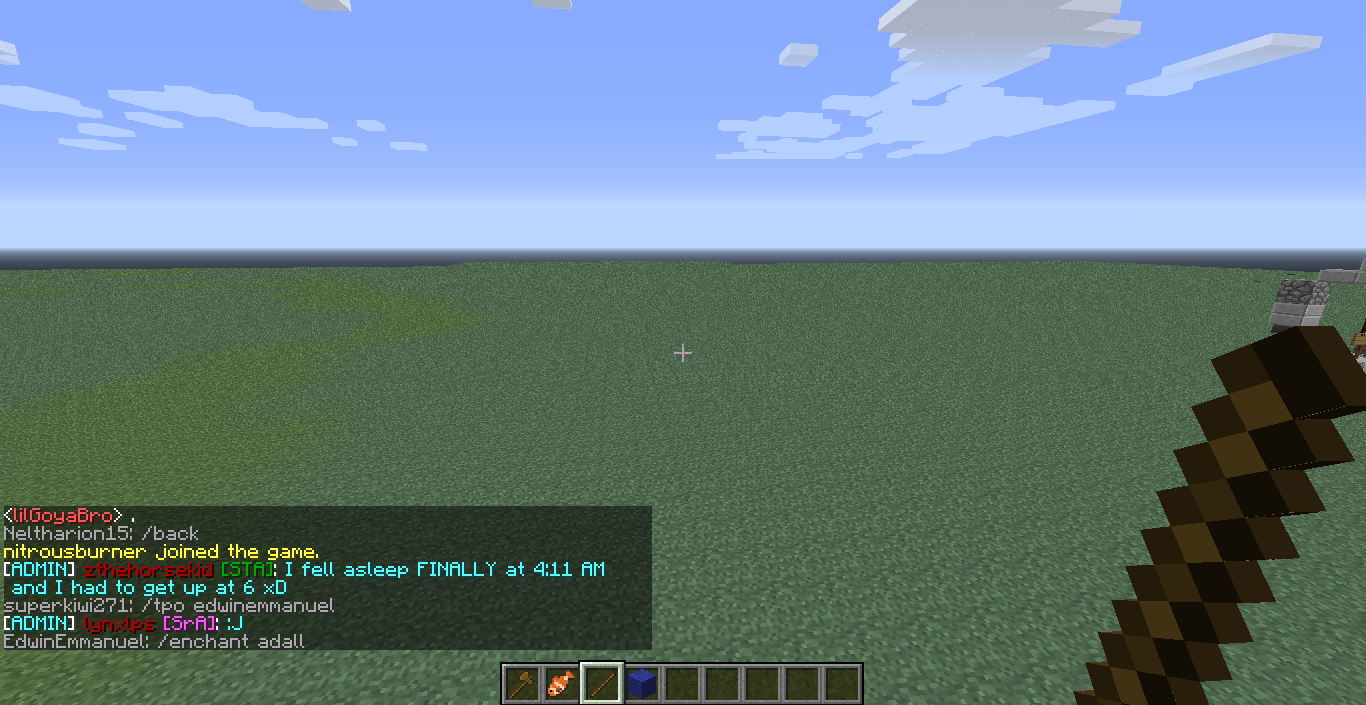 <lilGoyaBro> .
Neltharion15: /back
nitrousburner joined the game.
[ADMIN] zthehorsekid [STA]: I fell asleep FINALLY at 4:11 AM
and I had to get up at 6 xD
superkiwi271: /tpo edwinemmanuel
[ADMIN] lynxlps [SrA]: :J
EdwinEmmanuel: /enchant adall